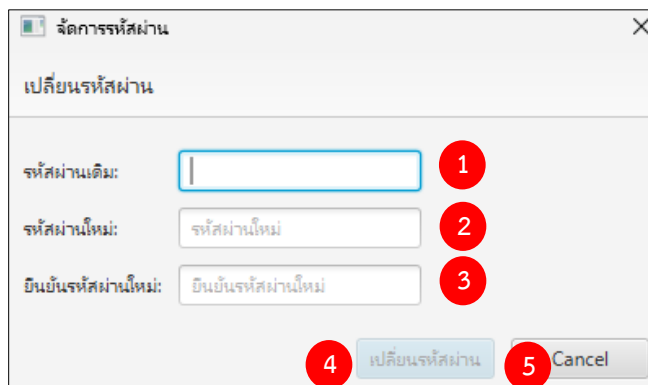 จัดการรหัสผ่าน
เปลี่ยนรหัสผ่าน
รหัสผ่านเดิม: 1
รหัสผ่านใหม่: รหัสผ่านใหม่ 2
ยืนยันรหัสผ่านใหม่: ยืนยันรหัสผ่านใหม่ 3
4 เปลี่ยนรหัสผ่าน 5 Cancel